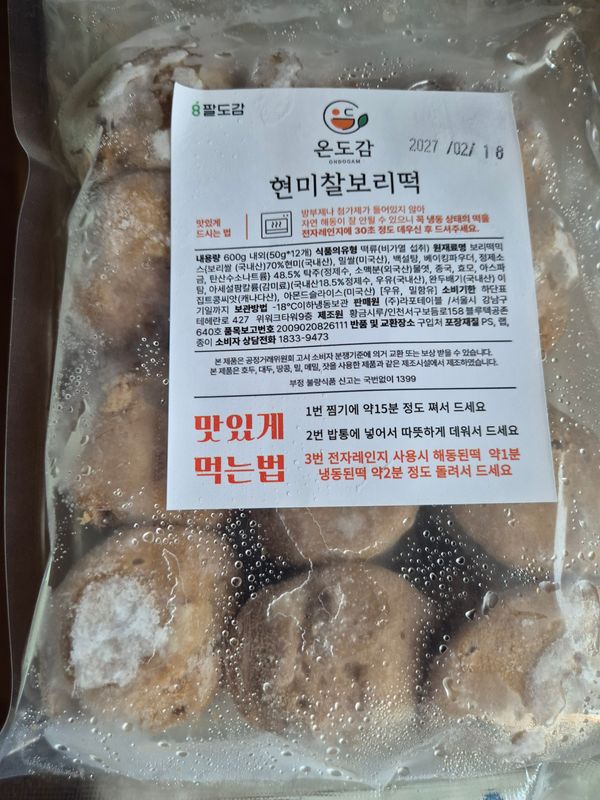 팔도감
온도감
ONDOGAM
2027 /02/ 18
현미찰보리떡
맛있게
드시는 법
방부제나 첨가제가 들어있지 않아
자연 해동이 잘 안될 수 있으니 꼭 냉동 상태의 떡을
전자레인지에 30초 정도 데우신 후 드셔주세요.
내용량 600g 내외(50g*12개) 식품의유형 떡류(비가열 섭취) 원재료명 보리떡믹
스(보리쌀 (국내산)70%현미(국내산), 밀쌀(미국산), 백설탕, 베이킹파우더, 정제소
금, 탄산수소나트륨) 48.5% 탁주(정제수, 소맥분(외국산)물엿, 종국, 효모, 아스파
탐, 아세설팜칼륨(감미료)(국내산18.5%정제수, 우유(국내산), 완두배기(국내산) 이
집트콩씨앗(캐나다산), 아몬드슬라이스(미국산) [우유, 밀함유] 소비기한 하단표
기일까지 보관방법 -18°C이하냉동보관 판매원 (주)라포테이블 /서울시 강남구
테헤란로 427 위워크타워9층 제조원 황금시루/인천서구보듬로158블루텍공존
640호 품목보고번호 2009020826111 반품 및 교환장소 구입처 포장재질 PS, 랩,
종이 소비자 상담전화 1833-9473
본 제품은 공정거래위원회 고시 소비자 분쟁기준에 의거 교환 또는 보상 받을 수 있습니다.
본 제품은 호두, 대두, 땅콩, 밀, 메밀, 잣을 사용한 제품과 같은 제조시설에서 제조하였습니다.
부정 불량식품 신고는 국번없이 1399
맛있게
먹는법
1번 찜기에 약15분 정도 쪄서 드세요
2번 밥통에 넣어서 따뜻하게 데워서 드세요
3번 전자레인지 사용시 해동된떡 약1분
냉동된떡 약2분 정도 돌려서 드세요